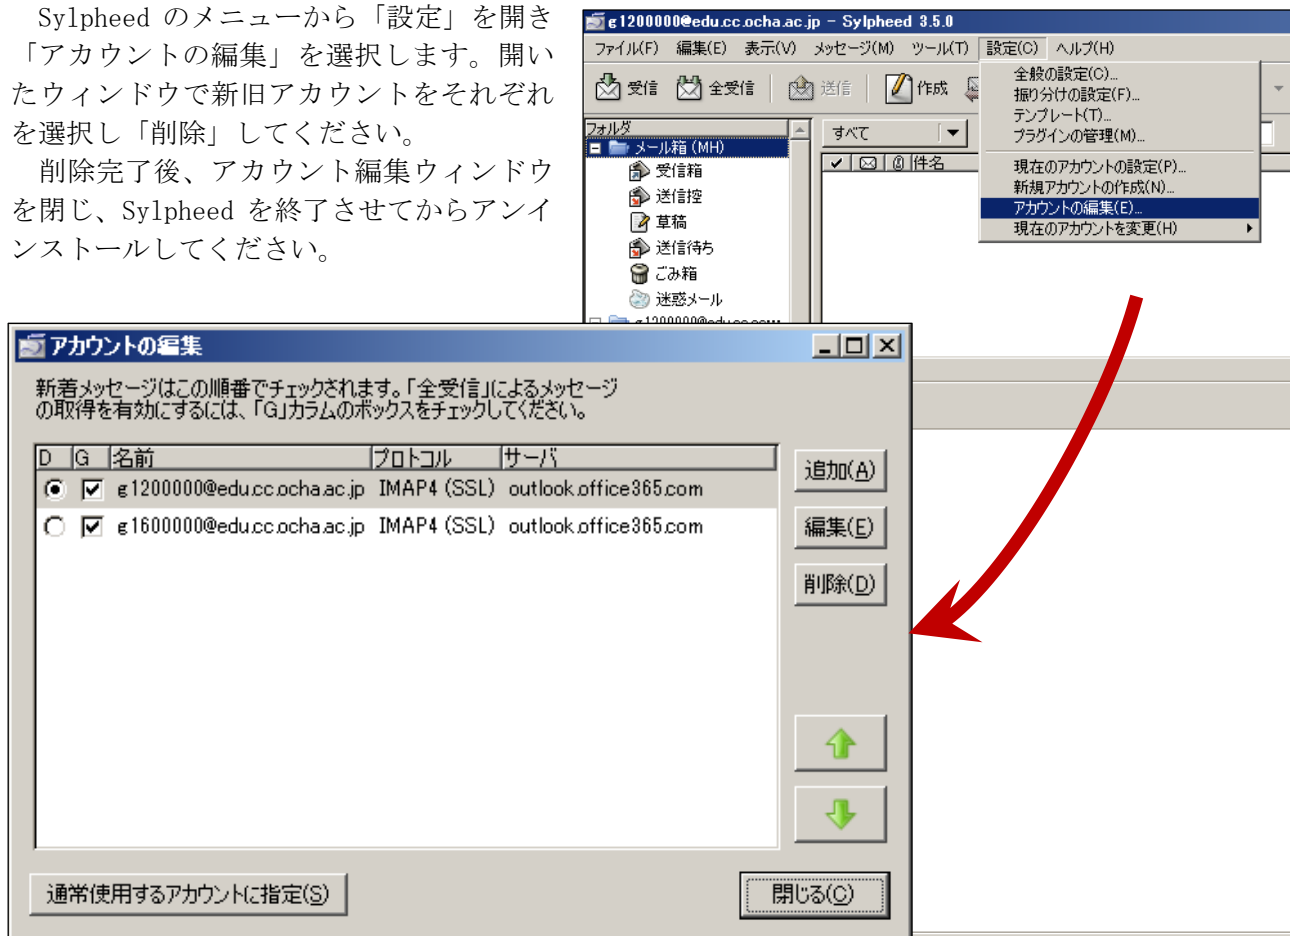 Sylpheed のメニューから「設定」を開き
「アカウントの編集」を選択します。開い
たウィンドウで新旧アカウントをそれぞれ
を選択し「削除」してください。
削除完了後、アカウント編集ウィンドウ
を閉じ、Sylpheed を終了させてからアンイ
ンストールしてください。
g1200000@edu.cc.ocha.ac.jp - Sylpheed 3.5.0
ファイル(F) 編集(E) 表示(V) メッセージ(M) ツール(T) 設定(C) ヘルプ(H)
受信 全受信 送信 作成
全般の設定(C)...
振り分けの設定(F)...
テンプレート(T)...
プラグインの管理(M)...
現在のアカウントの設定(P)...
新規アカウントの作成(N)...
アカウントの編集(E)...
現在のアカウントを変更(H)
フォルダ
すべて
件名
メール箱 (MH)
受信箱
送信控
草稿
送信待ち
ごみ箱
迷惑メール
アカウントの編集
新着メッセージはこの順番でチェックされます。「全受信」によるメッセージ
の取得を有効にするには、「G」カラムのボックスをチェックしてください。
D G 名前 プロトコル サーバ
g1200000@edu.cc.ocha.ac.jp IMAP4 (SSL) outlook.office365.com
g1600000@edu.cc.ocha.ac.jp IMAP4 (SSL) outlook.office365.com
追加(A)
編集(E)
削除(D)
通常使用するアカウントに指定(S)
閉じる(C)